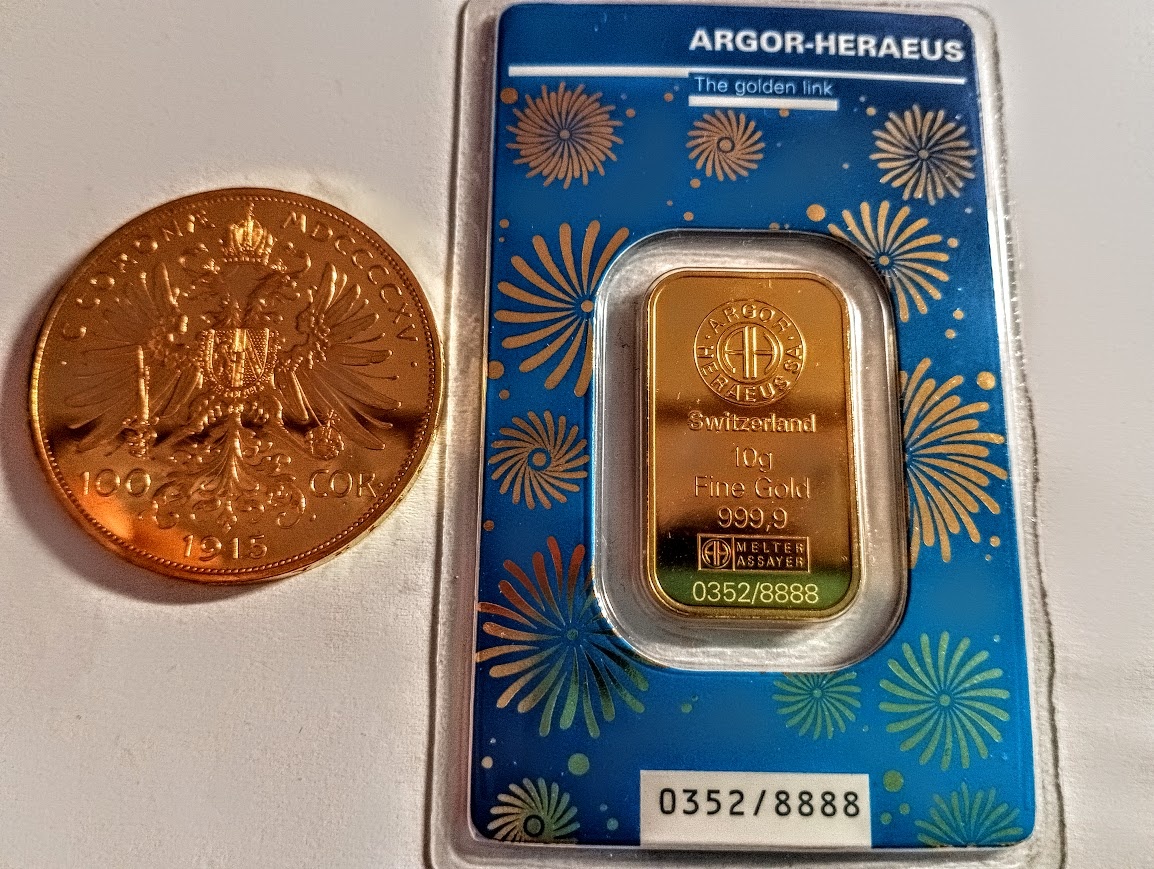 C CORONAE MDCCCCXV.
100 COR.
1915
ARGOR-HERAEUS
The golden link
·ARGOR·
HERAEUS SA
Switzerland
10g
Fine Gold
999,9
MELTER
ASSAYER
0352/8888
0352/8888